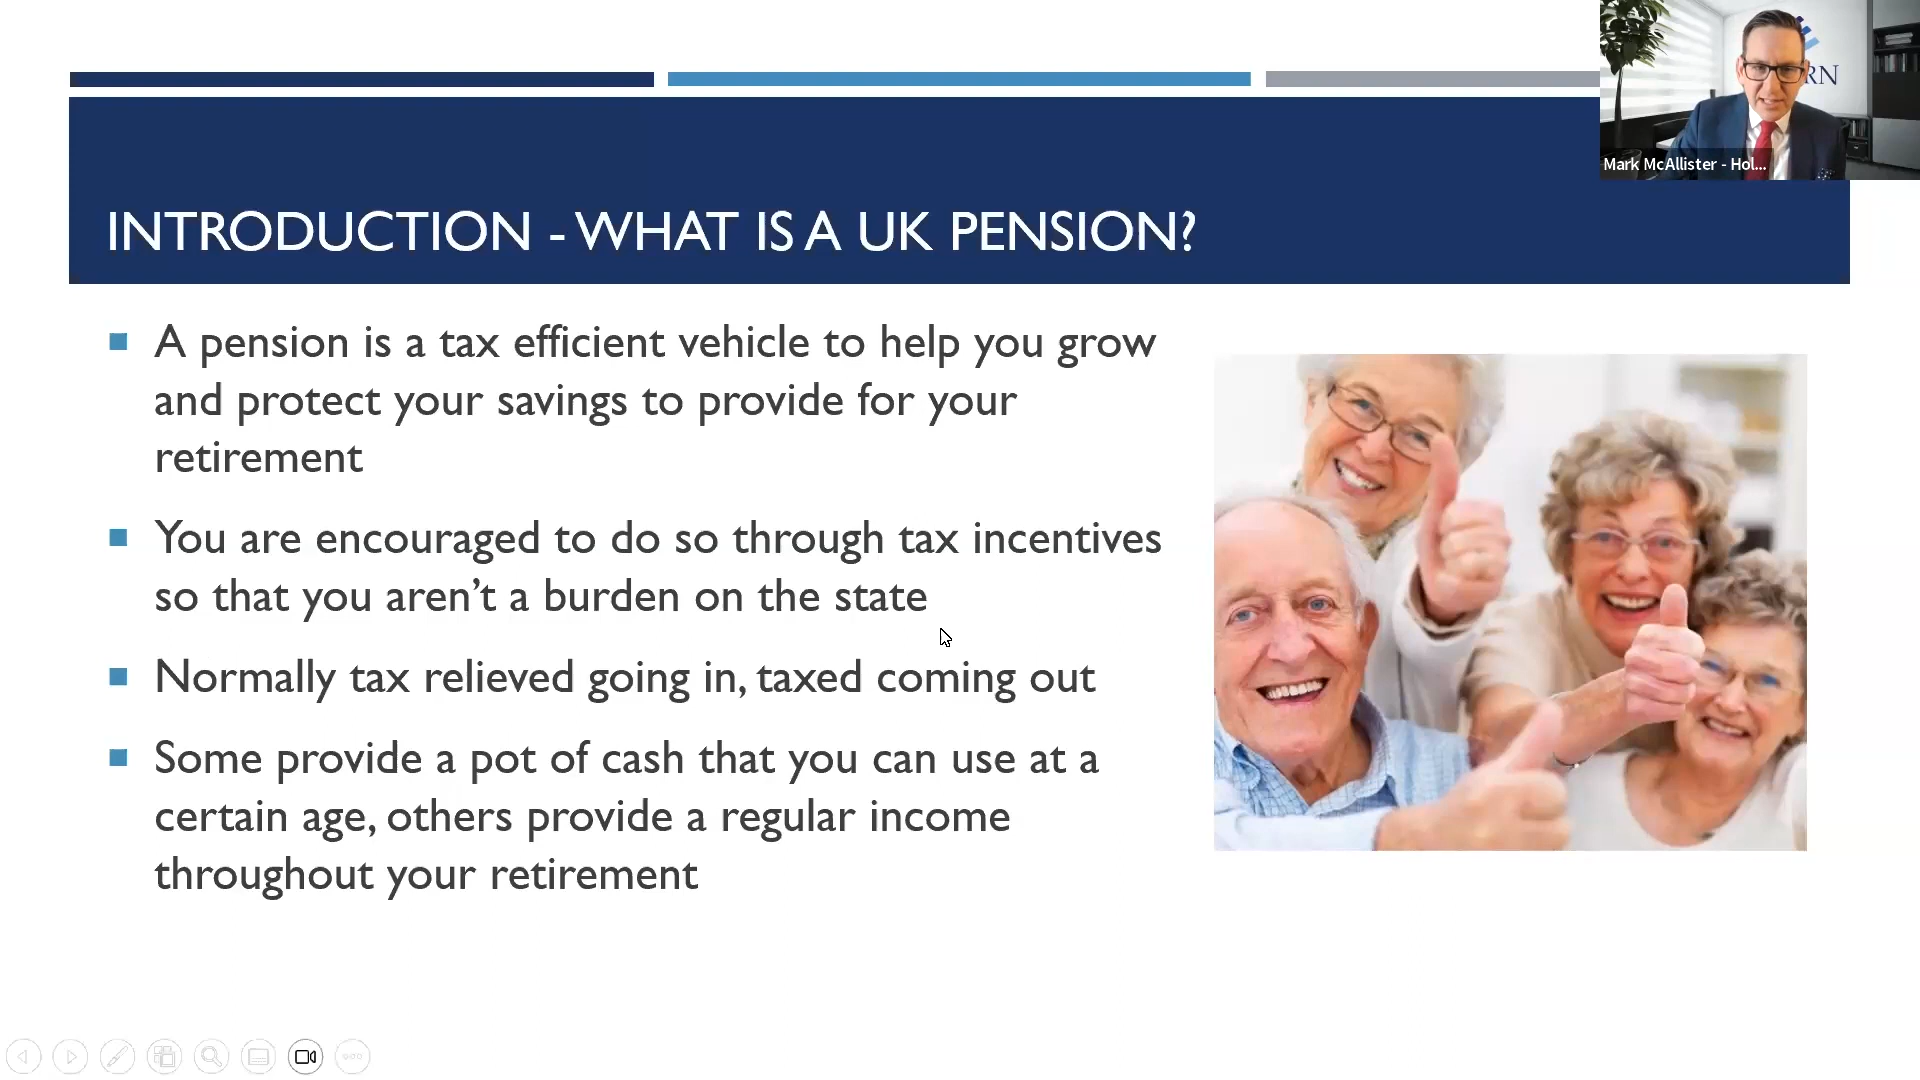 RN
Mark McAllister - Hol...
INTRODUCTION - WHAT IS A UK PENSION?
A pension is a tax efficient vehicle to help you grow
and protect your savings to provide for your
retirement
You are encouraged to do so through tax incentives
so that you aren’t a burden on the state
Normally tax relieved going in, taxed coming out
Some provide a pot of cash that you can use at a
certain age, others provide a regular income
throughout your retirement